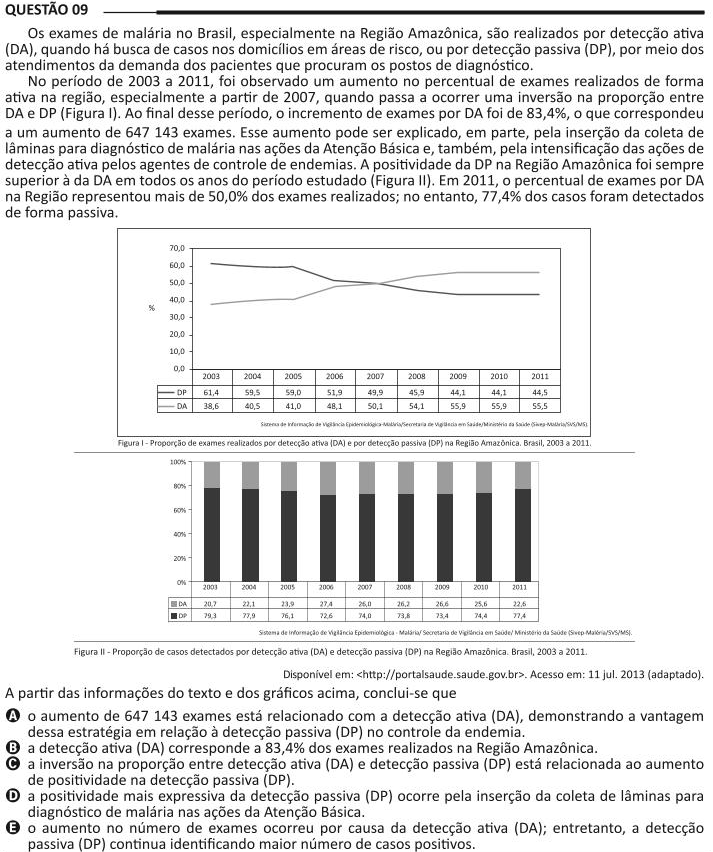 QUESTÃO 09
Os exames de malária no Brasil, especialmente na Região Amazônica, são realizados por detecção ativa
(DA), quando há busca de casos nos domicílios em áreas de risco, ou por detecção passiva (DP), por meio dos
atendimentos da demanda dos pacientes que procuram os postos de diagnóstico.
No período de 2003 a 2011, foi observado um aumento no percentual de exames realizados de forma
ativa na região, especialmente a partir de 2007, quando passa a ocorrer uma inversão na proporção entre
DA e DP (Figura I). Ao final desse período, o incremento de exames por DA foi de 83,4%, o que correspondeu
a um aumento de 647 143 exames. Esse aumento pode ser explicado, em parte, pela inserção da coleta de
lâminas para diagnóstico de malária nas ações da Atenção Básica e, também, pela intensificação das ações de
detecção ativa pelos agentes de controle de endemias. A positividade da DP na Região Amazônica foi sempre
superior à da DA em todos os anos do período estudado (Figura II). Em 2011, o percentual de exames por DA
na Região representou mais de 50,0% dos exames realizados; no entanto, 77,4% dos casos foram detectados
de forma passiva.
70,0
60,0
50,0
40,0
%
30,0
20,0
10,0
0,0
2003 2004 2005 2006 2007 2008 2009 2010 2011
DP 61,4 59,5 59,0 51,9 49,9 45,9 44,1 44,1 44,5
DA 38,6 40,5 41,0 48,1 50,1 54,1 55,9 55,9 55,5
Sistema de Informação de Vigilância Epidemiológica-Malária/Secretaria de Vigilância em Saúde/Ministério da Saúde (Sivep-Malária/SVS/MS).
Figura I - Proporção de exames realizados por detecção ativa (DA) e por detecção passiva (DP) na Região Amazônica. Brasil, 2003 a 2011.
100%
80%
60%
40%
20%
0%
2003 2004 2005 2006 2007 2008 2009 2010 2011
DA 20,7 22,1 23,9 27,4 26,0 26,2 26,6 25,6 22,6
DP 79,3 77,9 76,1 72,6 74,0 73,8 73,4 74,4 77,4
Sistema de Informação de Vigilância Epidemiológica - Malária/ Secretaria de Vigilância em Saúde/ Ministério da Saúde (Sivep-Malária/SVS/MS).
Figura II - Proporção de casos detectados por detecção ativa (DA) e detecção passiva (DP) na Região Amazônica. Brasil, 2003 a 2011.
Disponível em: <http://portalsaude.saude.gov.br>. Acesso em: 11 jul. 2013 (adaptado).
A partir das informações do texto e dos gráficos acima, conclui-se que
A o aumento de 647 143 exames está relacionado com a detecção ativa (DA), demonstrando a vantagem
dessa estratégia em relação à detecção passiva (DP) no controle da endemia.
B a detecção ativa (DA) corresponde a 83,4% dos exames realizados na Região Amazônica.
C a inversão na proporção entre detecção ativa (DA) e detecção passiva (DP) está relacionada ao aumento
de positividade na detecção passiva (DP).
D a positividade mais expressiva da detecção passiva (DP) ocorre pela inserção da coleta de lâminas para
diagnóstico de malária nas ações da Atenção Básica.
E o aumento no número de exames ocorreu por causa da detecção ativa (DA); entretanto, a detecção
passiva (DP) continua identificando maior número de casos positivos.